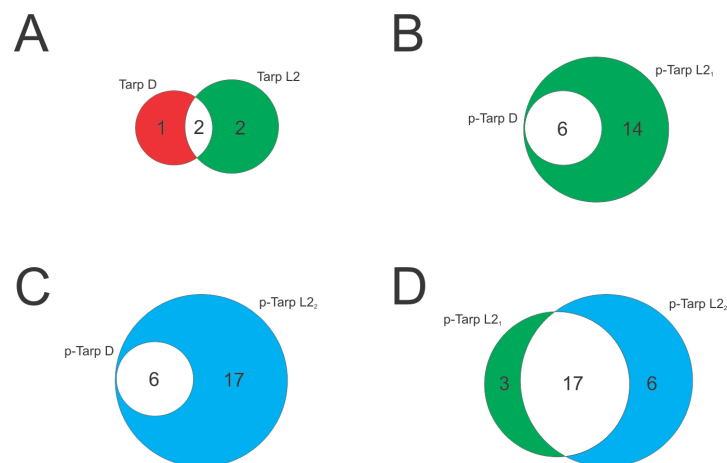 A
Tarp D
Tarp L2
1
2
2
B
p-Tarp L2₁
p-Tarp D
6
14
C
p-Tarp L2₂
p-Tarp D
6
17
D
p-Tarp L2₁
p-Tarp L2₂
3
17
6